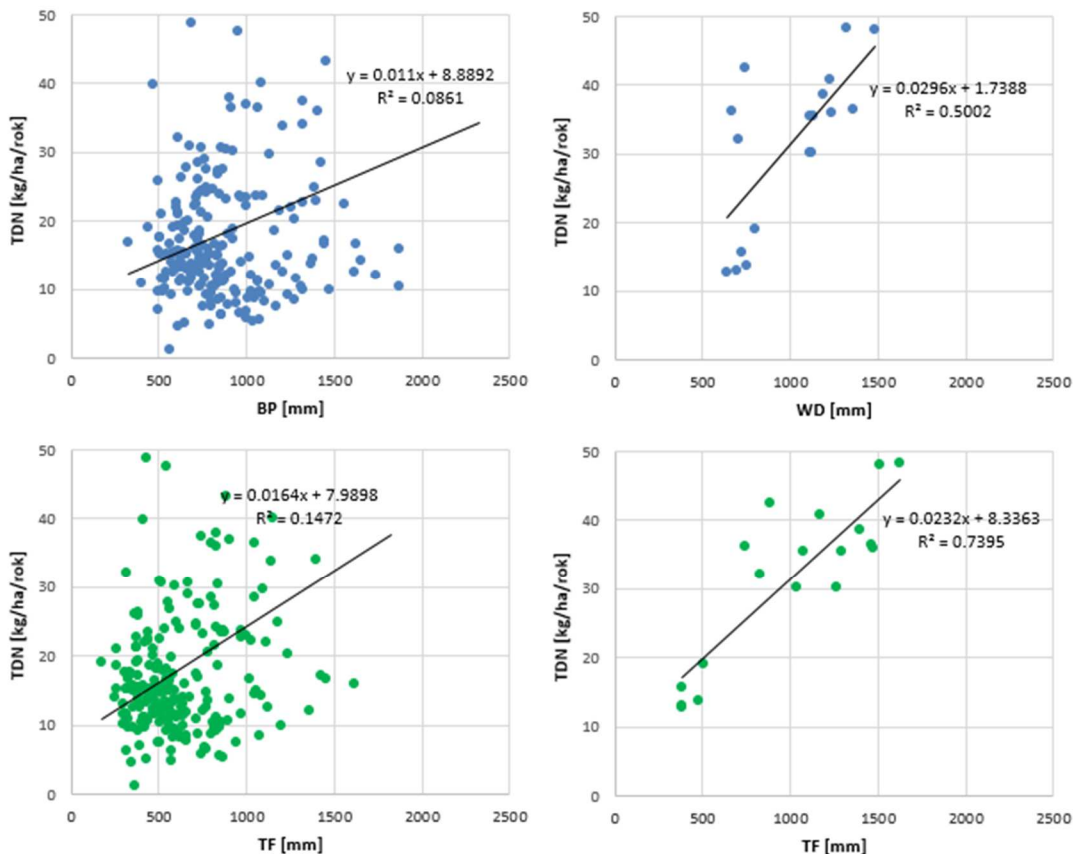 50
40
30
20
10
0
TDN [kg/ha/rok]
y = 0.011x + 8.8892
R² = 0.0861
0 500 1000 1500 2000 2500
BP [mm]
50
40
30
20
10
0
TDN [kg/ha/rok]
y = 0.0296x + 1.7388
R² = 0.5002
0 500 1000 1500 2000 2500
WD [mm]
50
40
30
20
10
0
TDN [kg/ha/rok]
y = 0.0164x + 7.9898
R² = 0.1472
0 500 1000 1500 2000 2500
TF [mm]
50
40
30
20
10
0
TDN [kg/ha/rok]
y = 0.0232x + 8.3363
R² = 0.7395
0 500 1000 1500 2000 2500
TF [mm]